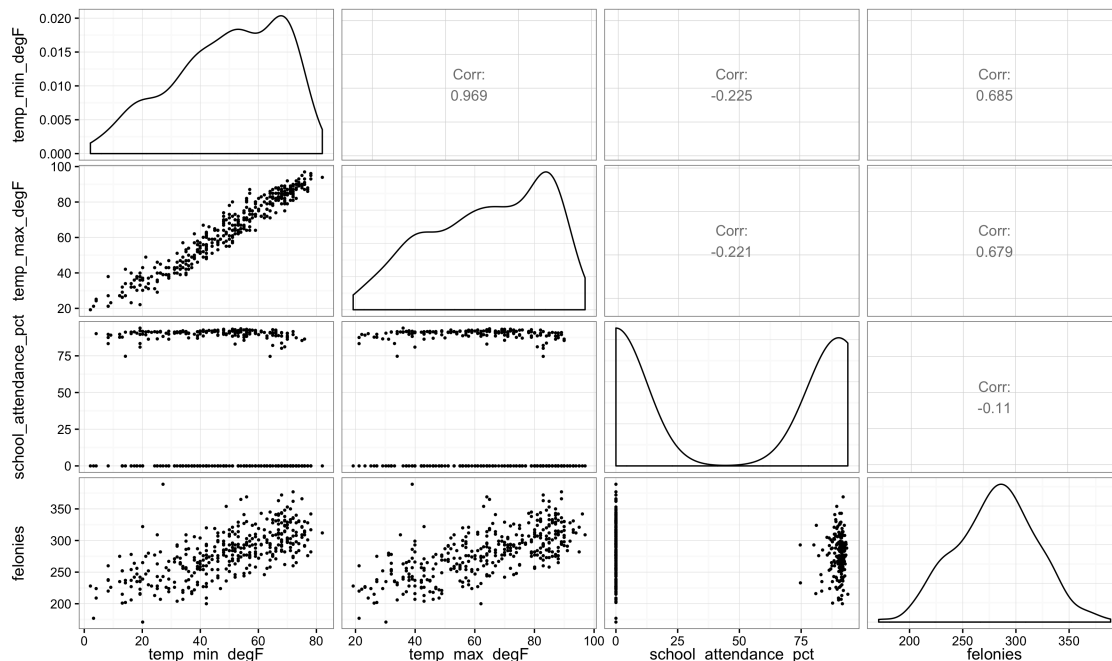 temp_min_degF
0.020
0.015
0.010
0.005
0.000
Corr:
0.969
Corr:
-0.225
Corr:
0.685
temp_max_degF
100
80
60
40
20
Corr:
-0.221
Corr:
0.679
school_attendance_pct
75
50
25
0
Corr:
-0.11
felonies
350
300
250
200
0 20 40 60 80
20 40 60 80 100
0 25 50 75
200 250 300 350
temp_min_degF
temp_max_degF
school_attendance_pct
felonies